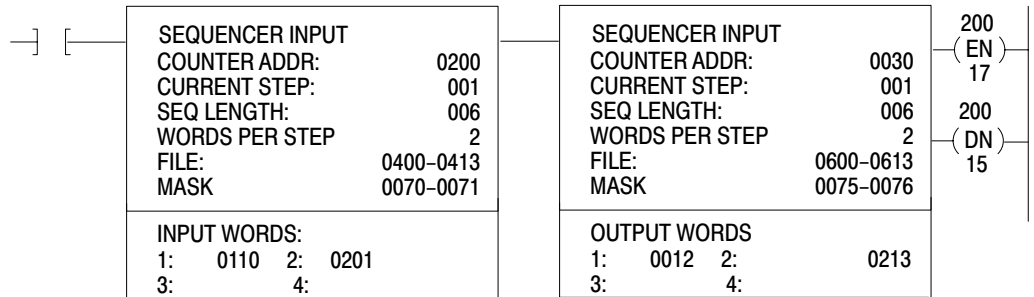 SEQUENCER INPUT
COUNTER ADDR: 0200
CURRENT STEP: 001
SEQ LENGTH: 006
WORDS PER STEP 2
FILE: 0400–0413
MASK 0070–0071
INPUT WORDS:
1: 0110 2: 0201
3: 4:
SEQUENCER INPUT
COUNTER ADDR: 0030
CURRENT STEP: 001
SEQ LENGTH: 006
WORDS PER STEP 2
FILE: 0600–0613
MASK 0075–0076
OUTPUT WORDS
1: 0012 2: 0213
3: 4:
200
EN
17
200
DN
15